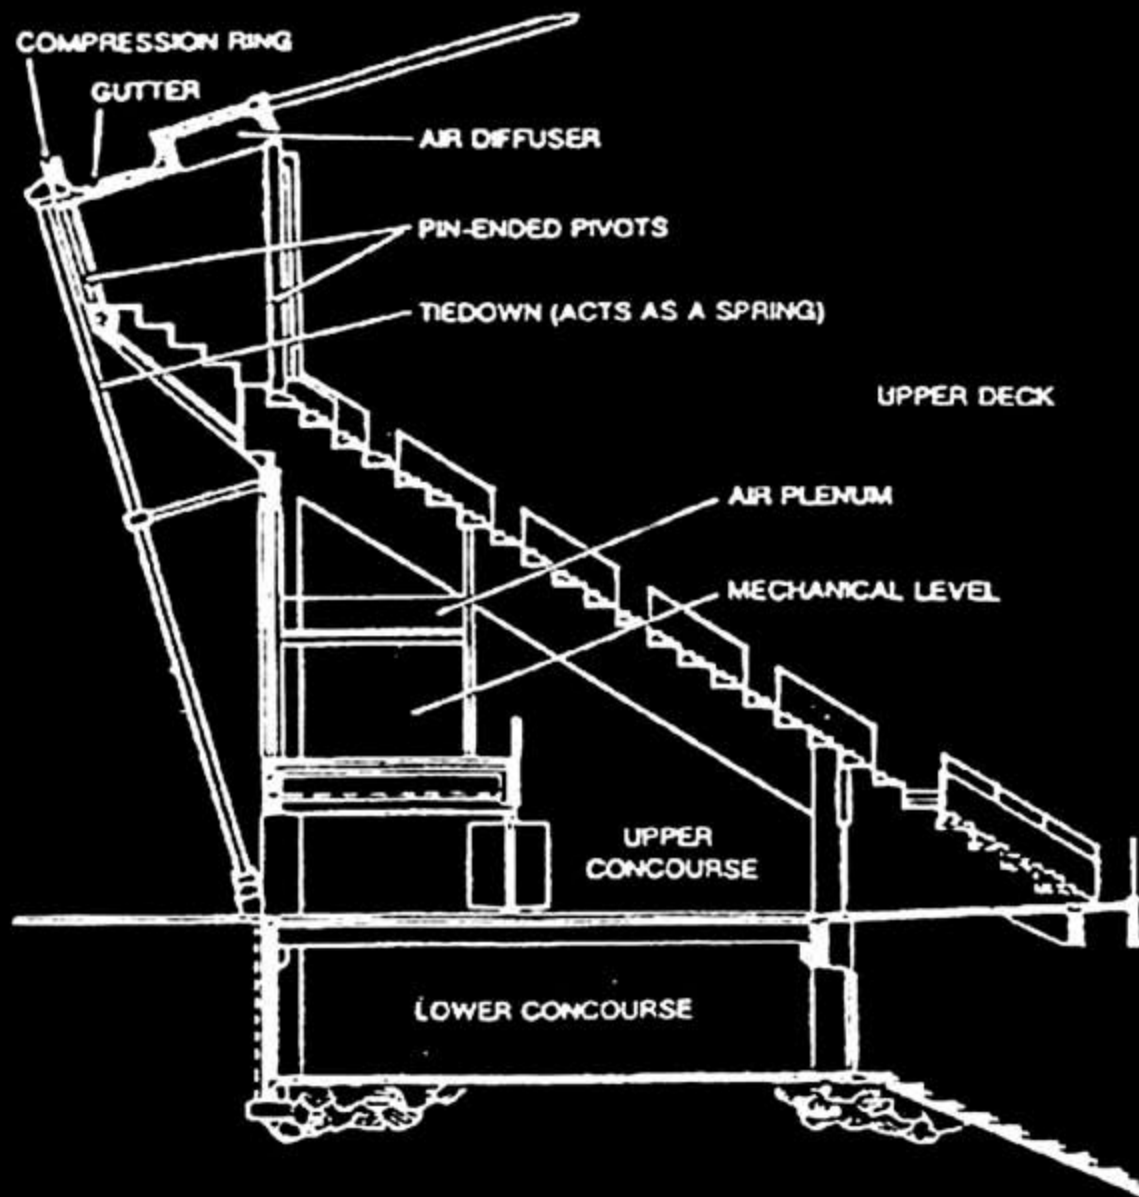 COMPRESSION RING
GUTTER
AIR DIFFUSER
PIN-ENDED PIVOTS
TIEDOWN (ACTS AS A SPRING)
UPPER DECK
AIR PLENUM
MECHANICAL LEVEL
UPPER
CONCOURSE
LOWER CONCOURSE